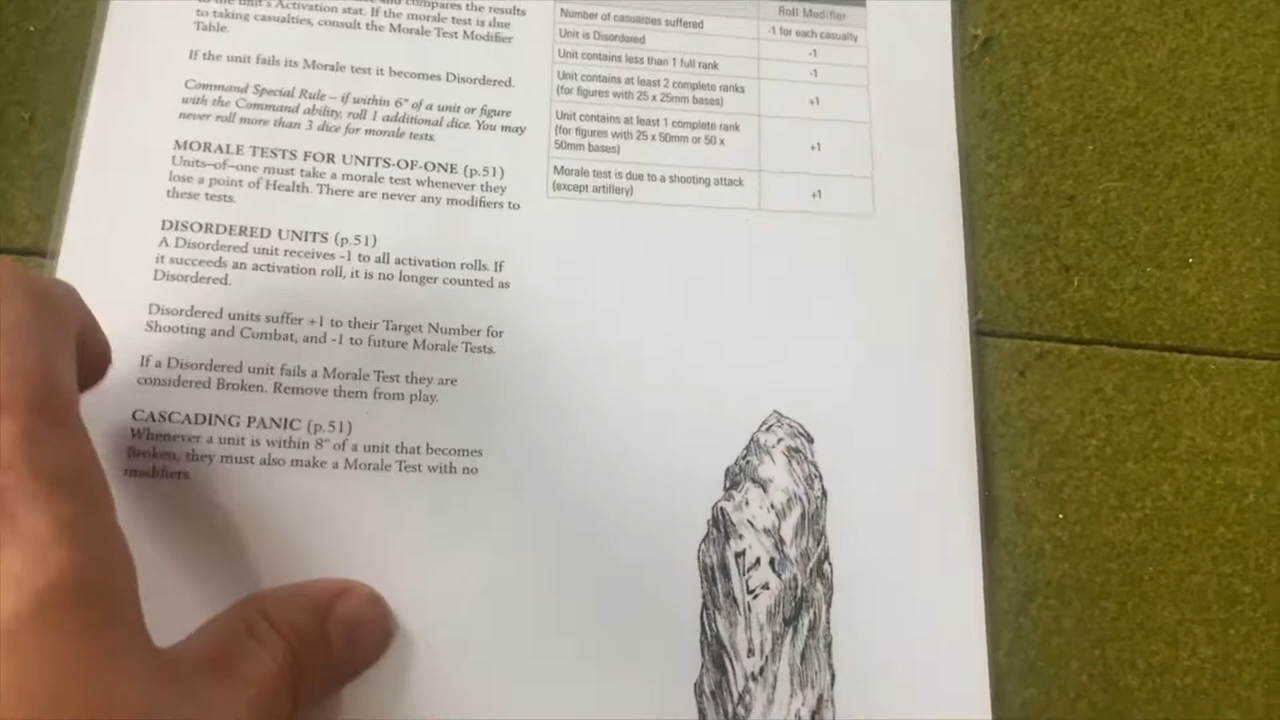 the unit's Activation stat. If the morale test is due
to taking casualties, consult the Morale Test Modifier
Table.
If the unit fails its Morale test it becomes Disordered.
Command Special Rule – if within 6" of a unit or figure
with the Command ability, roll 1 additional dice. You may
never roll more than 3 dice for morale tests.
MORALE TESTS FOR UNITS-OF-ONE (p.51)
Units–of–one must take a morale test whenever they
lose a point of Health. There are never any modifiers to
these tests.
DISORDERED UNITS (p.51)
A Disordered unit receives -1 to all activation rolls. If
it succeeds an activation roll, it is no longer counted as
Disordered.
Disordered units suffer +1 to their Target Number for
Shooting and Combat, and -1 to future Morale Tests.
If a Disordered unit fails a Morale Test they are
considered Broken. Remove them from play.
CASCADING PANIC (p.51)
Whenever a unit is within 8" of a unit that becomes
Broken, they must also make a Morale Test with no
modifiers.
Roll Modifier
Number of casualties suffered -1 for each casualty
Unit is Disordered -1
Unit contains less than 1 full rank -1
Unit contains at least 2 complete ranks
(for figures with 25 x 25mm bases) +1
Unit contains at least 1 complete rank
(for figures with 25 x 50mm or 50 x
50mm bases) +1
Morale test is due to a shooting attack
(except artillery) +1